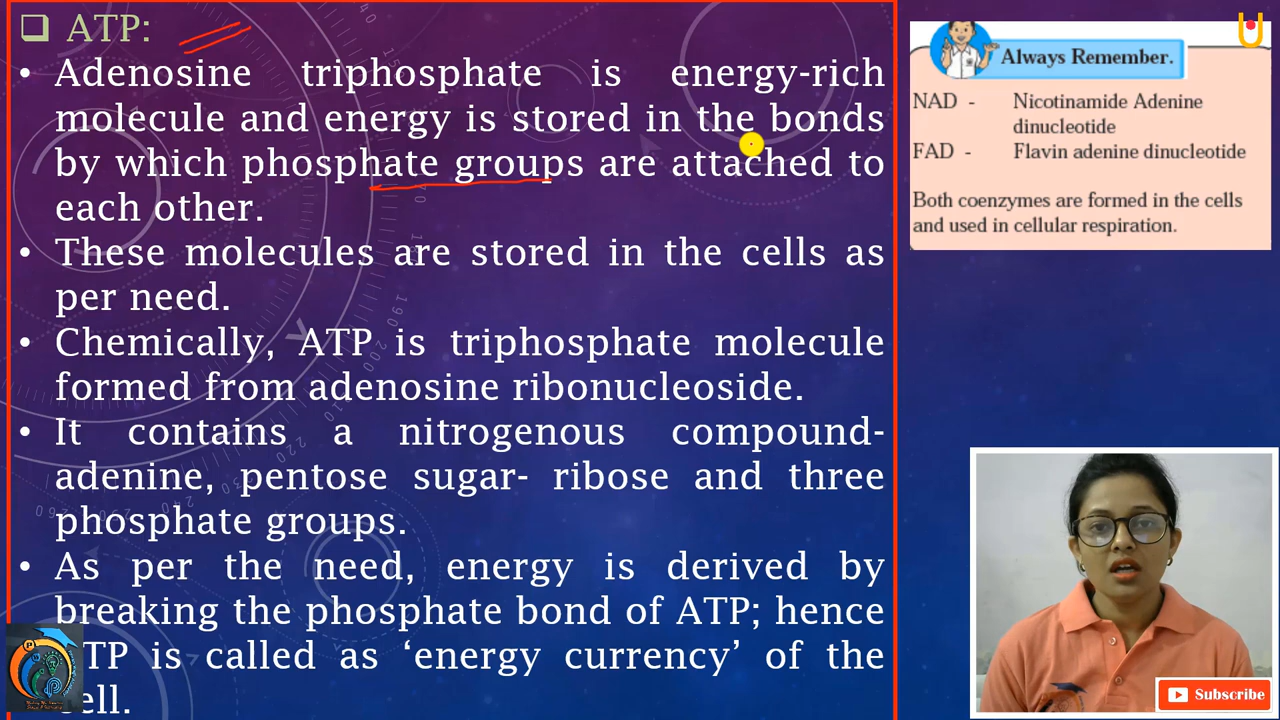 ❑ ATP:
• Adenosine triphosphate is energy-rich
molecule and energy is stored in the bonds
by which phosphate groups are attached to
each other.
• These molecules are stored in the cells as
per need.
• Chemically, ATP is triphosphate molecule
formed from adenosine ribonucleoside.
• It contains a nitrogenous compound-
adenine, pentose sugar- ribose and three
phosphate groups.
• As per the need, energy is derived by
breaking the phosphate bond of ATP; hence
TP is called as ‘energy currency’ of the
ell.
Always Remember.
NAD - Nicotinamide Adenine
dinucleotide
FAD - Flavin adenine dinucleotide
Both coenzymes are formed in the cells
and used in cellular respiration.
Subscribe